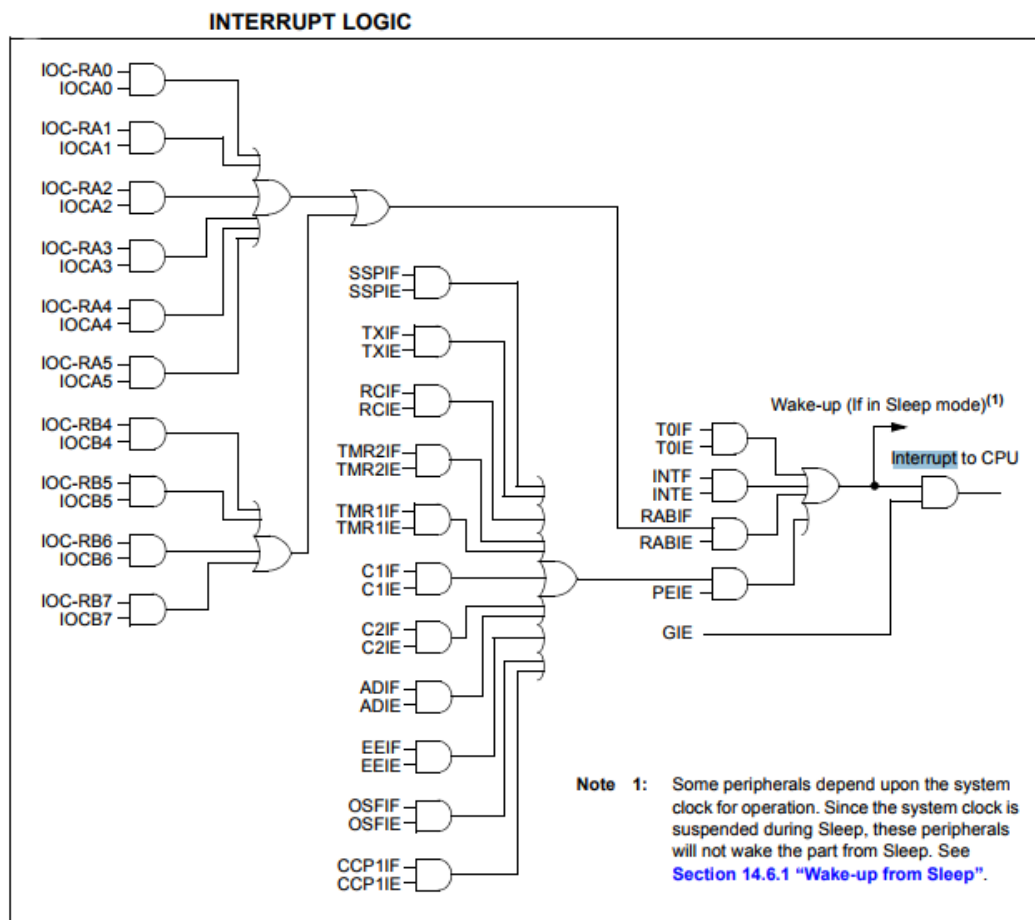 INTERRUPT LOGIC
IOC-RA0
IOCA0
IOC-RA1
IOCA1
IOC-RA2
IOCA2
IOC-RA3
IOCA3
IOC-RA4
IOCA4
IOC-RA5
IOCA5
IOC-RB4
IOCB4
IOC-RB5
IOCB5
IOC-RB6
IOCB6
IOC-RB7
IOCB7
SSPIF
SSPIE
TXIF
TXIE
RCIF
RCIE
TMR2IF
TMR2IE
TMR1IF
TMR1IE
C1IF
C1IE
C2IF
C2IE
ADIF
ADIE
EEIF
EEIE
OSFIF
OSFIE
CCP1IF
CCP1IE
Wake-up (If in Sleep mode)(1)
T0IF
T0IE
Interrupt to CPU
INTF
INTE
RABIF
RABIE
PEIE
GIE
Note 1: Some peripherals depend upon the system
clock for operation. Since the system clock is
suspended during Sleep, these peripherals
will not wake the part from Sleep. See
Section 14.6.1 “Wake-up from Sleep”.